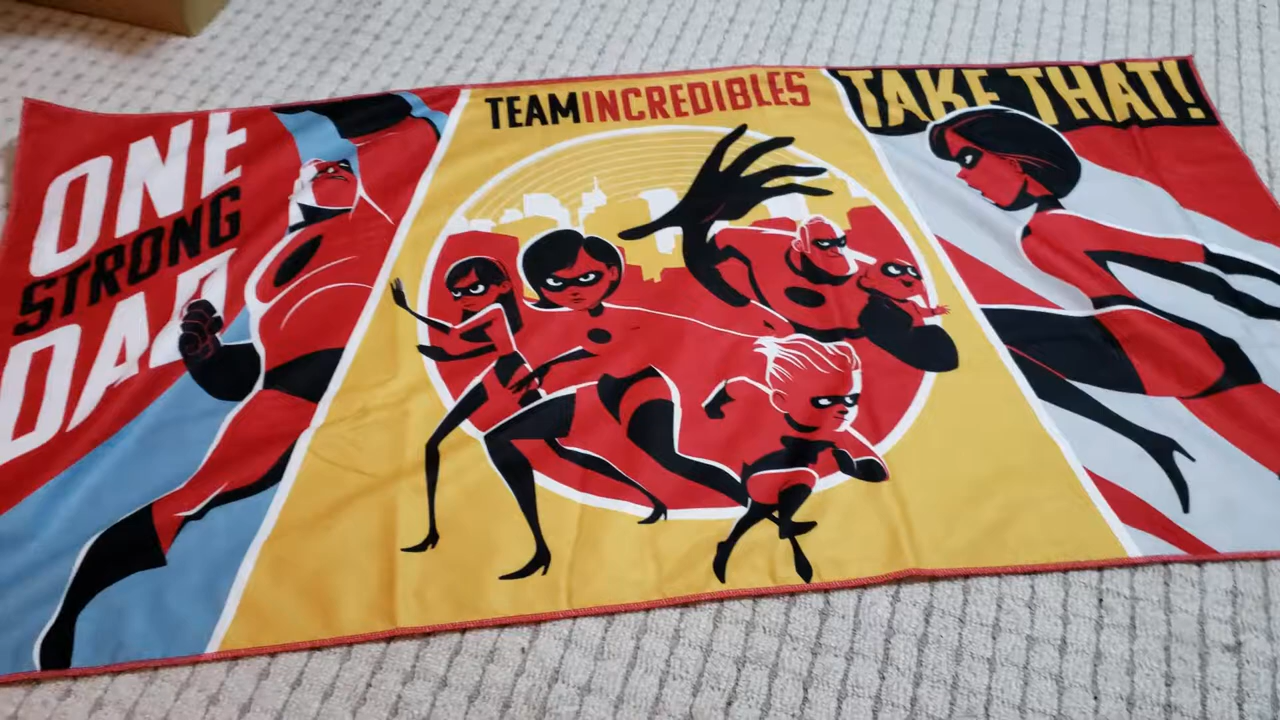 ONE
STRONG
DAD
TEAMINCREDIBLES
TAKE THAT!